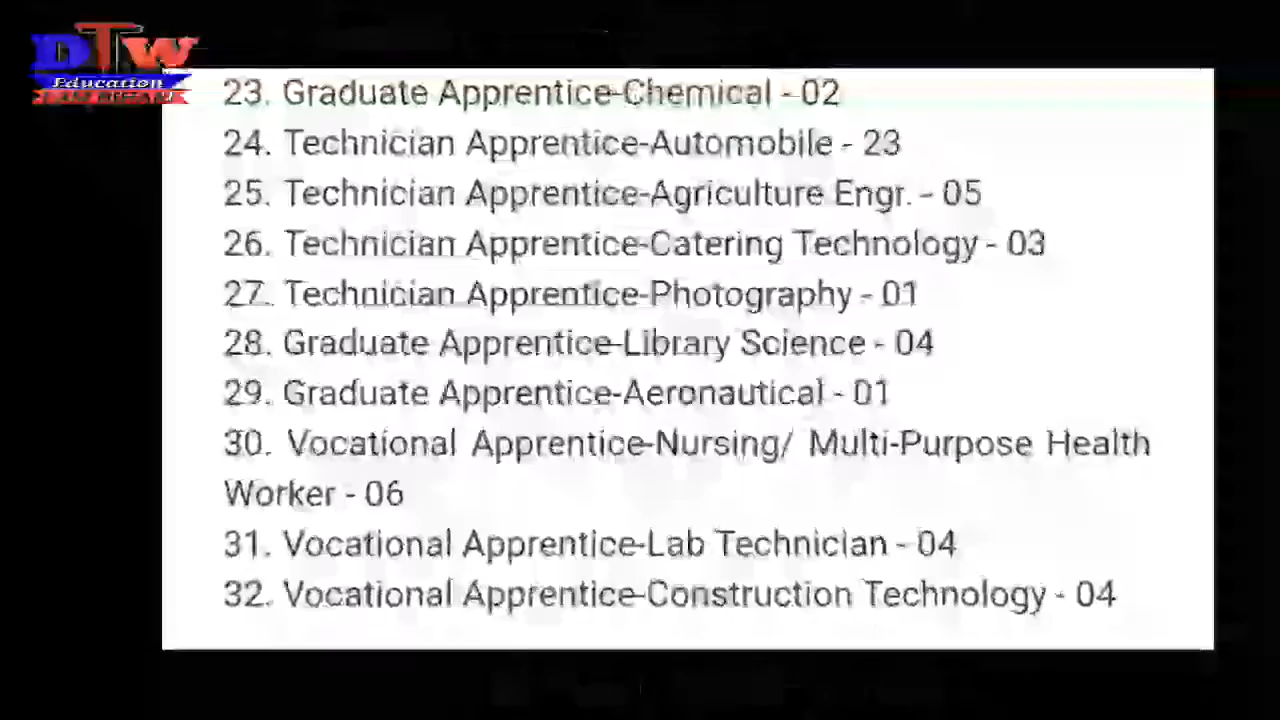 DTW
Education
23. Graduate Apprentice-Chemical - 02
24. Technician Apprentice-Automobile - 23
25. Technician Apprentice-Agriculture Engr. - 05
26. Technician Apprentice-Catering Technology - 03
27. Technician Apprentice-Photography - 01
28. Graduate Apprentice-Library Science - 04
29. Graduate Apprentice-Aeronautical - 01
30. Vocational Apprentice-Nursing/ Multi-Purpose Health
Worker - 06
31. Vocational Apprentice-Lab Technician - 04
32. Vocational Apprentice-Construction Technology - 04